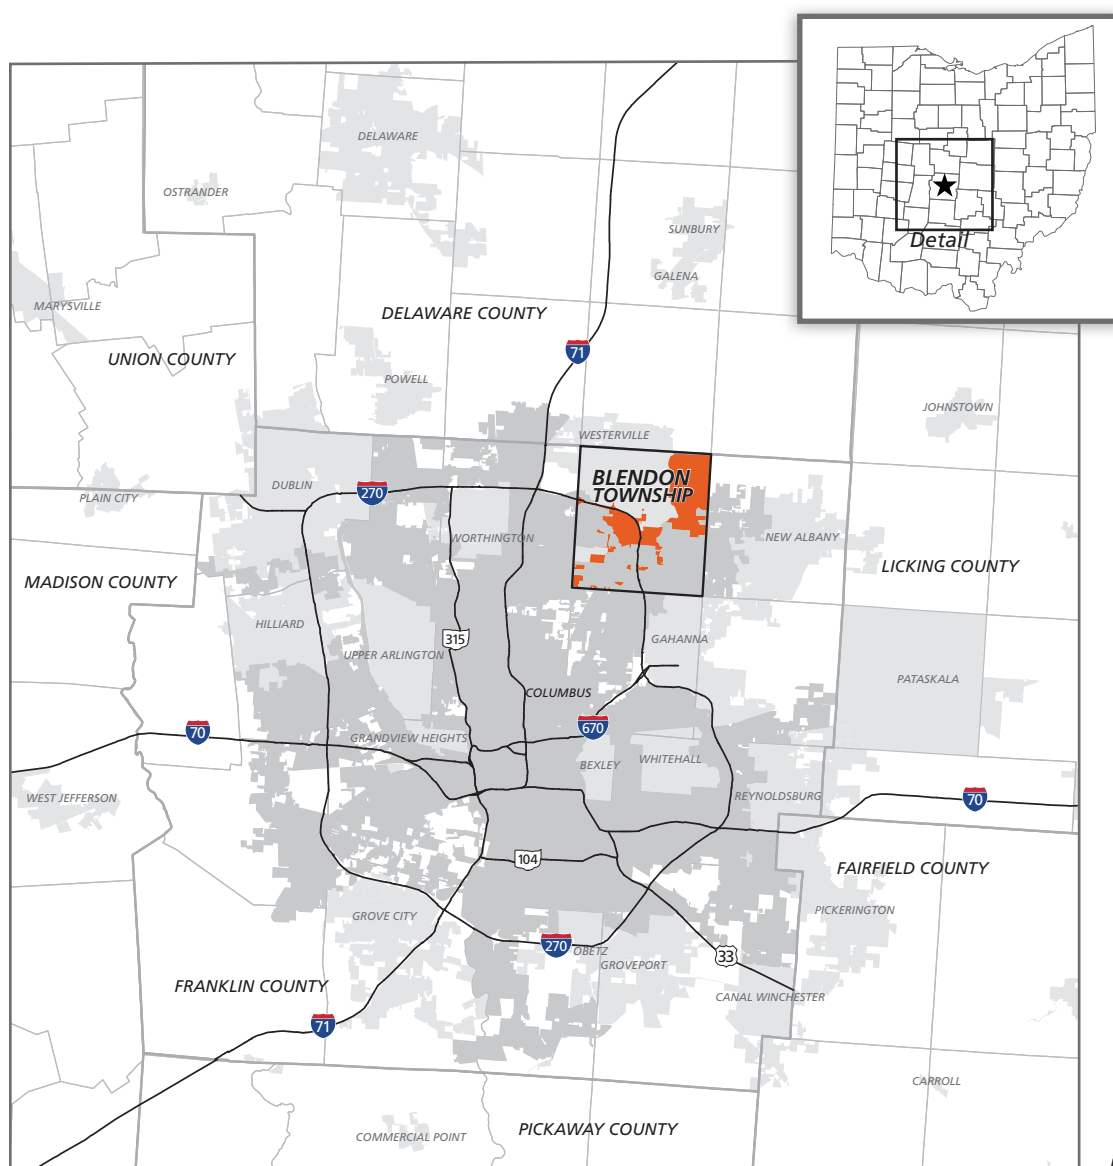 DELAWARE
OSTRANDER
SUNBURY
Detail
GALENA
MARYSVILLE
DELAWARE COUNTY
71
UNION COUNTY
POWELL
JOHNSTOWN
WESTERVILLE
BLENDON
TOWNSHIP
DUBLIN
270
PLAIN CITY
WORTHINGTON
NEW ALBANY
LICKING COUNTY
MADISON COUNTY
HILLIARD
315
GAHANNA
UPPER ARLINGTON
PATASKALA
COLUMBUS
670
70
GRANDVIEW HEIGHTS
WHITEHALL
BEXLEY
WEST JEFFERSON
REYNOLDSBURG
70
104
FAIRFIELD COUNTY
PICKERINGTON
GROVE CITY
270
OBETZ
33
GROVEPORT
FRANKLIN COUNTY
CANAL WINCHESTER
71
CARROLL
PICKAWAY COUNTY
COMMERCIAL POINT